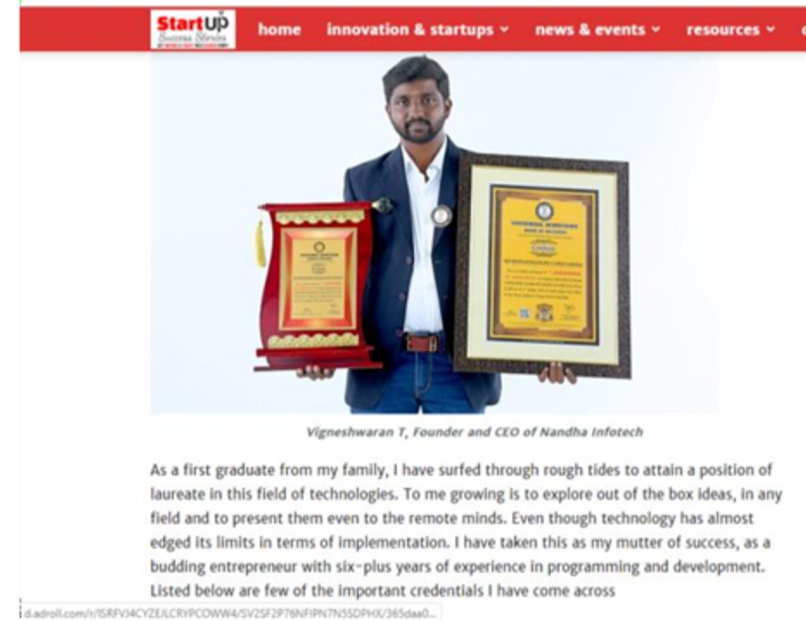 StartUp
Success Stories
home innovation & startups news & events resources
Vigneshwaran T, Founder and CEO of Nandha Infotech
As a first graduate from my family, I have surfed through rough tides to attain a position of
laureate in this field of technologies. To me growing is to explore out of the box ideas, in any
field and to present them even to the remote minds. Even though technology has almost
edged its limits in terms of implementation. I have taken this as my mutter of success, as a
budding entrepreneur with six-plus years of experience in programming and development.
Listed below are few of the important credentials I have come across